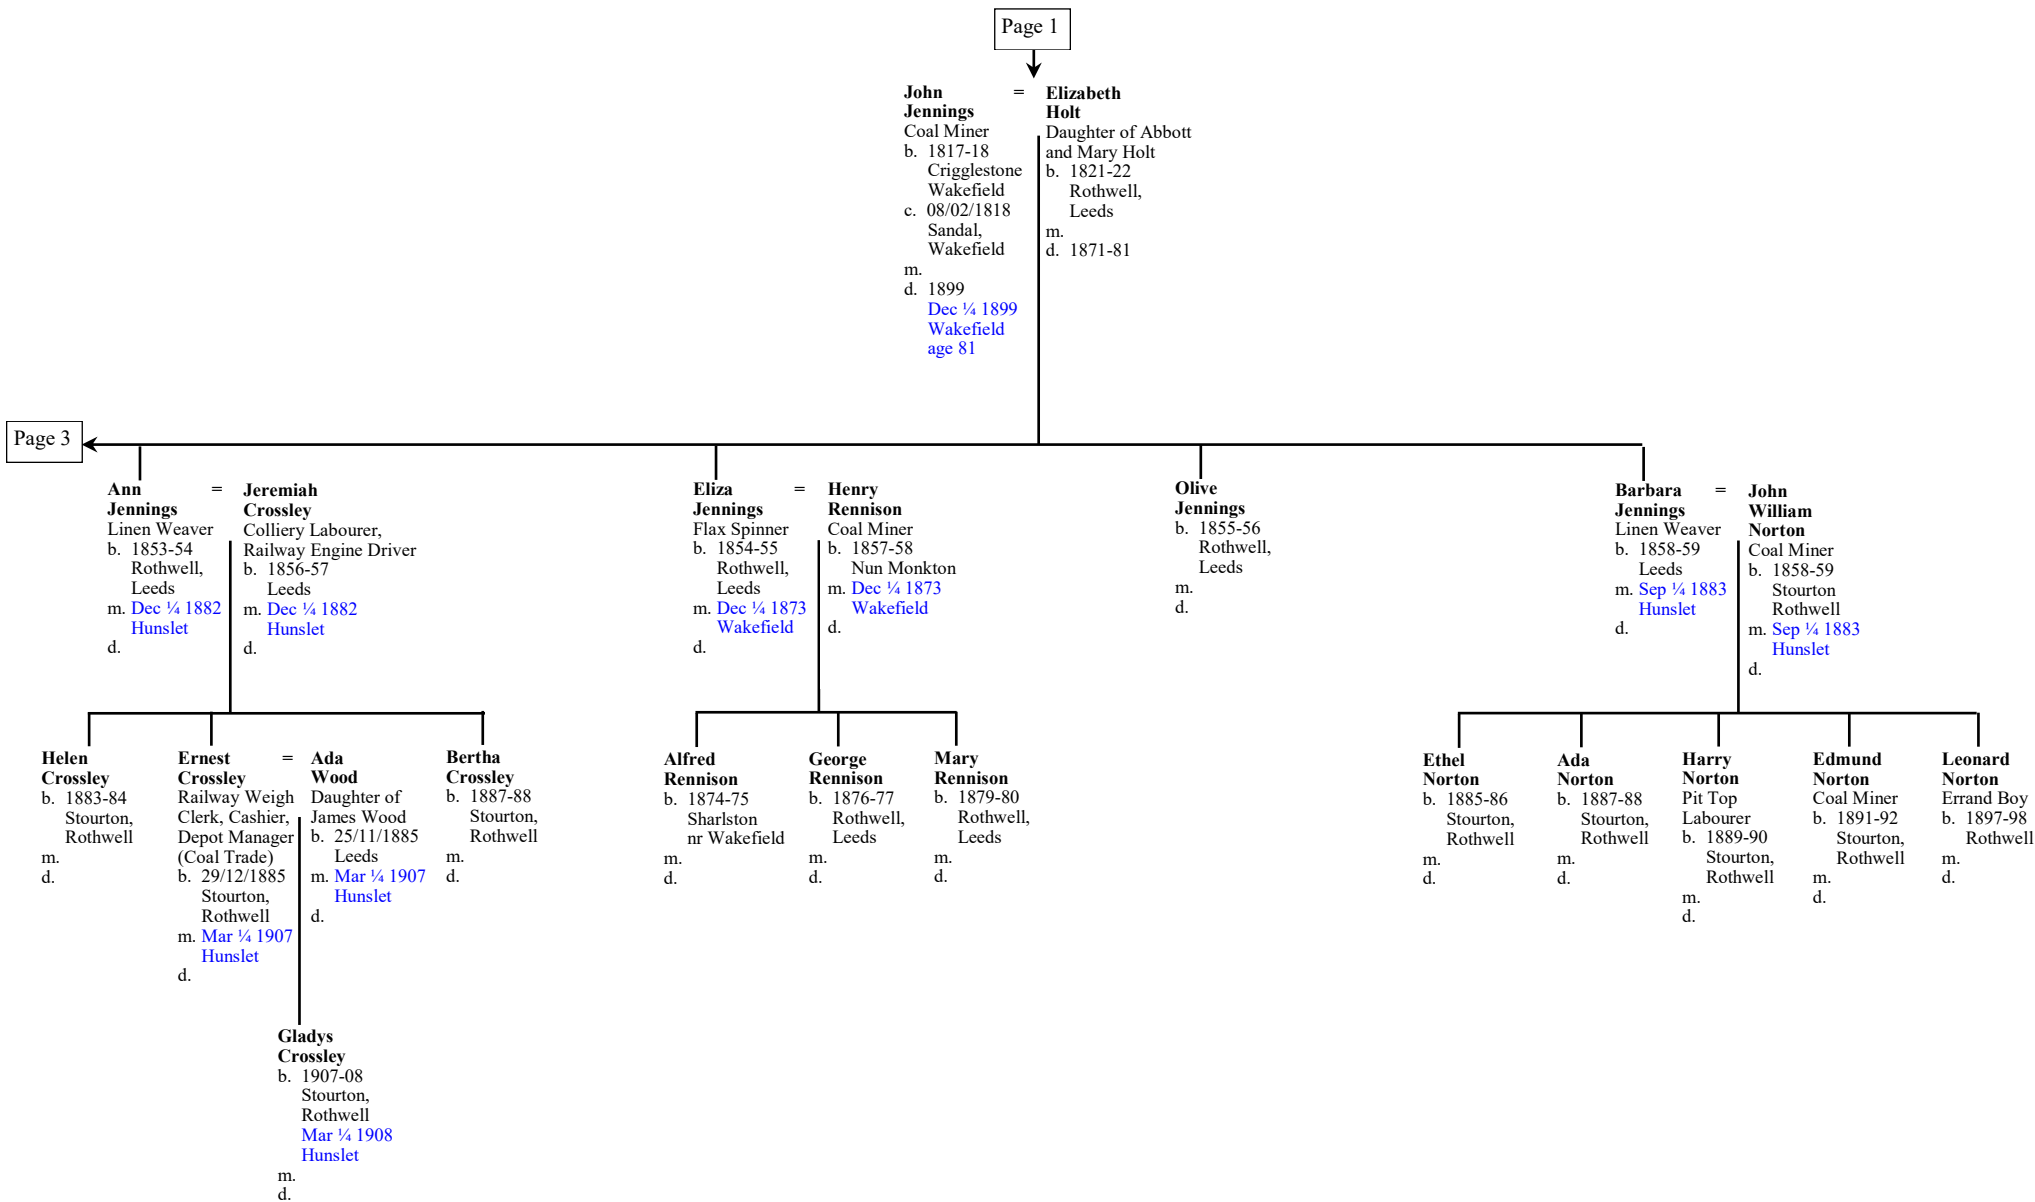 Page 1
John =
Jennings
Coal Miner
b. 1817-18
Crigglestone
Wakefield
c. 08/02/1818
Sandal,
Wakefield
m.
d. 1899
Dec ¼ 1899
Wakefield
age 81
Elizabeth
Holt
Daughter of Abbott
and Mary Holt
b. 1821-22
Rothwell,
Leeds
m.
d. 1871-81
Page 3
Ann =
Jennings
Linen Weaver
b. 1853-54
Rothwell,
Leeds
m. Dec ¼ 1882
Hunslet
d.
Jeremiah
Crossley
Colliery Labourer,
Railway Engine Driver
b. 1856-57
Leeds
m. Dec ¼ 1882
Hunslet
d.
Eliza =
Jennings
Flax Spinner
b. 1854-55
Rothwell,
Leeds
m. Dec ¼ 1873
Wakefield
d.
Henry
Rennison
Coal Miner
b. 1857-58
Nun Monkton
m. Dec ¼ 1873
Wakefield
d.
Olive
Jennings
b. 1855-56
Rothwell,
Leeds
m.
d.
Barbara =
Jennings
Linen Weaver
b. 1858-59
Leeds
m. Sep ¼ 1883
Hunslet
d.
John
William
Norton
Coal Miner
b. 1858-59
Stourton
Rothwell
m. Sep ¼ 1883
Hunslet
d.
Helen
Crossley
b. 1883-84
Stourton,
Rothwell
m.
d.
Ernest =
Crossley
Railway Weigh
Clerk, Cashier,
Depot Manager
(Coal Trade)
b. 29/12/1885
Stourton,
Rothwell
m. Mar ¼ 1907
Hunslet
d.
Ada
Wood
Daughter of
James Wood
b. 25/11/1885
Leeds
m. Mar ¼ 1907
Hunslet
d.
Bertha
Crossley
b. 1887-88
Stourton,
Rothwell
m.
d.
Alfred
Rennison
b. 1874-75
Sharlston
nr Wakefield
m.
d.
George
Rennison
b. 1876-77
Rothwell,
Leeds
m.
d.
Mary
Rennison
b. 1879-80
Rothwell,
Leeds
m.
d.
Ethel
Norton
b. 1885-86
Stourton,
Rothwell
m.
d.
Ada
Norton
b. 1887-88
Stourton,
Rothwell
m.
d.
Harry
Norton
Pit Top
Labourer
b. 1889-90
Stourton,
Rothwell
m.
d.
Edmund
Norton
Coal Miner
b. 1891-92
Stourton,
Rothwell
m.
d.
Leonard
Norton
Errand Boy
b. 1897-98
Rothwell
m.
d.
Gladys
Crossley
b. 1907-08
Stourton,
Rothwell
Mar ¼ 1908
Hunslet
m.
d.